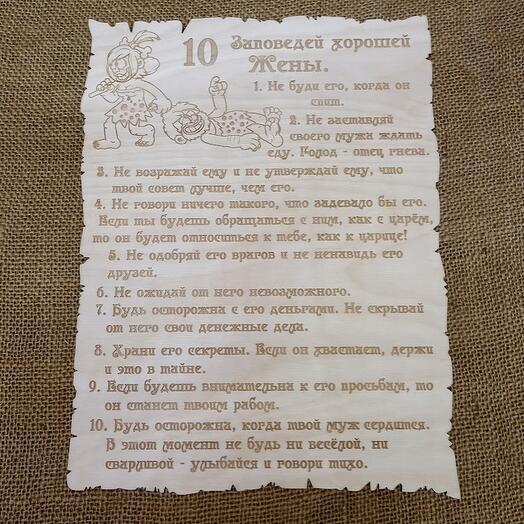 10 Заповедей хорошей
Жены.
1. Не буди его, когда он
спит.
2. Не заставляй
своего мужа ждать
еду. Голод - отец гнева.
3. Не возражай ему и не утверждай ему, что
твой совет лучше, чем его.
4. Не говори ничего такого, что задевало бы его.
Если ты будешь обращаться с ним, как с царём,
то он будет относиться к тебе, как к царице!
5. Не одобряй его врагов и не ненавидь его
друзей.
6. Не ожидай от него невозможного.
7. Будь осторожна с его деньгами. Не скрывай
от него свои денежные дела.
8. Храни его секреты. Если он хвастает, держи
и это в тайне.
9. Если будешь внимательна к его просьбам, то
он станет твоим рабом.
10. Будь осторожна, когда твой муж сердится.
В этот момент не будь ни весёлой, ни
сварливой - улыбайся и говори тихо.